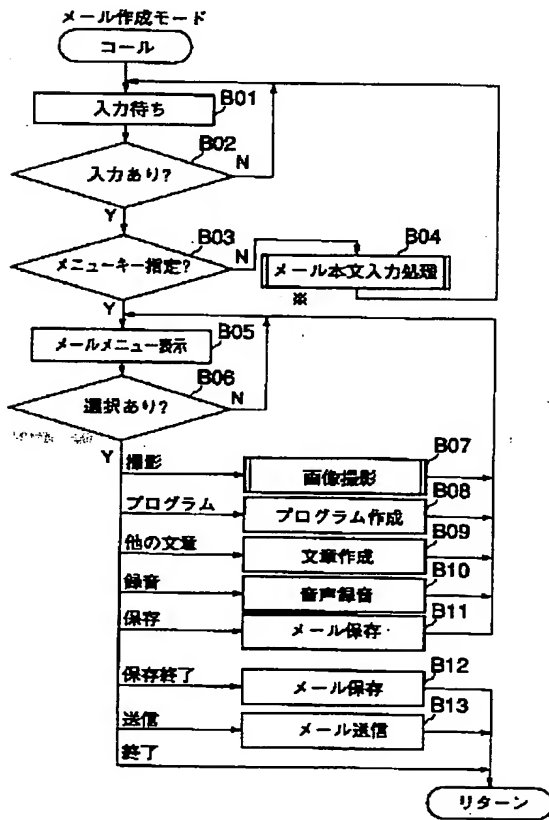 メール作成モード
コール
B01
入力待ち
B02
入力あり?
N
Y
B03
メニューキー指定?
N
B04
メール本文入力処理
※
Y
B05
メールメニュー表示
B06
選択あり?
N
Y
B07
撮影
画像撮影
B08
プログラム
プログラム作成
B09
他の文章
文章作成
B10
録音
音声録音
B11
保存
メール保存
B12
保存終了
メール保存
B13
送信
メール送信
終了
リターン